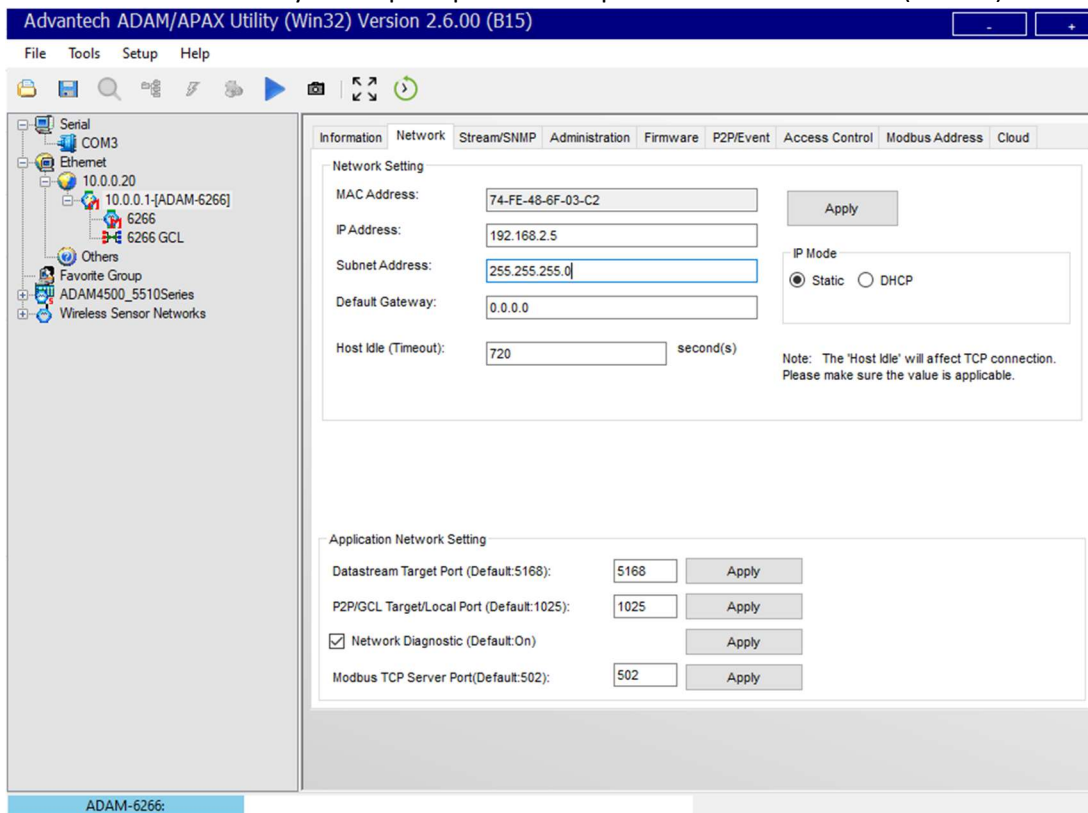 Advantech ADAM/APAX Utility (Win32) Version 2.6.00 (B15)
File Tools Setup Help
Serial
COM3
Ethernet
10.0.0.20
10.0.0.1-[ADAM-6266]
6266
6266 GCL
Others
Favorite Group
ADAM4500_5510Series
Wireless Sensor Networks
Information Network Stream/SNMP Administration Firmware P2P/Event Access Control Modbus Address Cloud
Network Setting
MAC Address: 74-FE-48-6F-03-C2
Apply
IP Address: 192.168.2.5
Subnet Address: 255.255.255.0
Default Gateway: 0.0.0.0
IP Mode
Static DHCP
Host Idle (Timeout): 720 second(s)
Note: The 'Host Idle' will affect TCP connection.
Please make sure the value is applicable.
Application Network Setting
Datastream Target Port (Default:5168): 5168 Apply
P2P/GCL Target/Local Port (Default:1025): 1025 Apply
Network Diagnostic (Default:On) Apply
Modbus TCP Server Port(Default:502): 502 Apply
ADAM-6266: